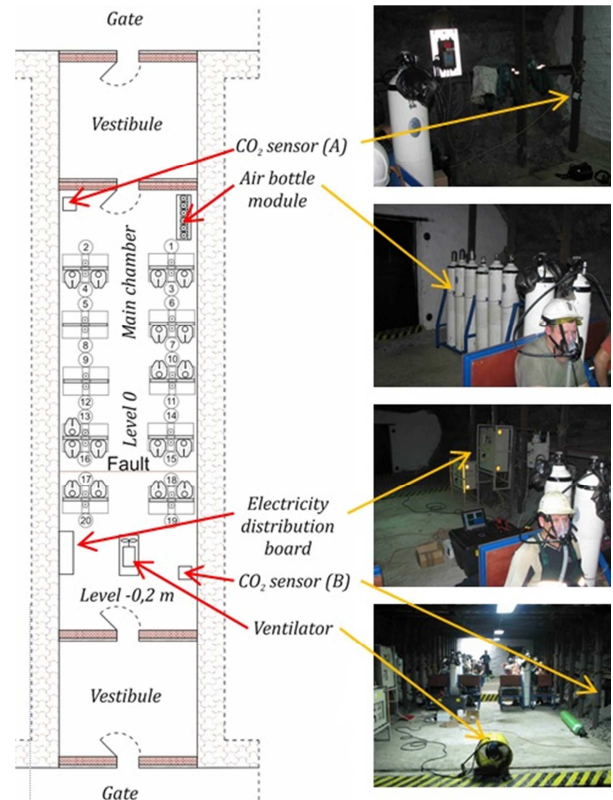 Gate
Vestibule
CO₂ sensor (A)
Air bottle
module
Main chamber
2
1
4
3
5
6
8
7
9
10
12
11
Level 0
13
14
16
15
Fault
17
18
20
19
Electricity
distribution
board
CO₂ sensor (B)
Level -0,2 m
Ventilator
Vestibule
Gate